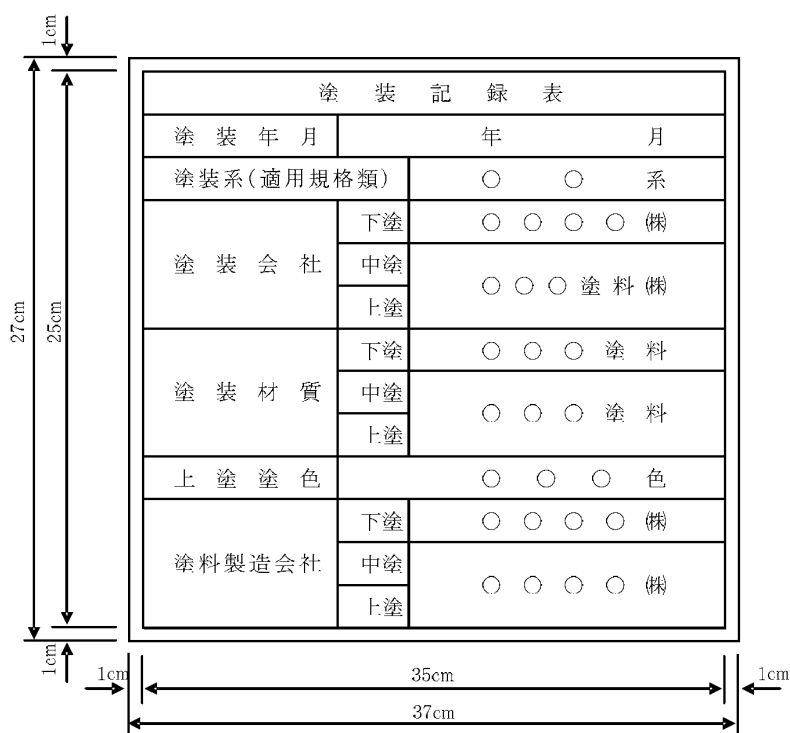 1cm
塗装記録表
塗装年月 年 月
塗装系(適用規格類) ○ ○ 系
塗装会社 下塗 ○○○○㈱
中塗 ○○○塗料㈱
上塗
塗装材質 下塗 ○○○塗料
中塗 ○○○塗料
上塗
上塗塗色 ○○○色
塗料製造会社 下塗 ○○○○㈱
中塗 ○○○○㈱
上塗
27cm
25cm
1cm
1cm
35cm
1cm
37cm